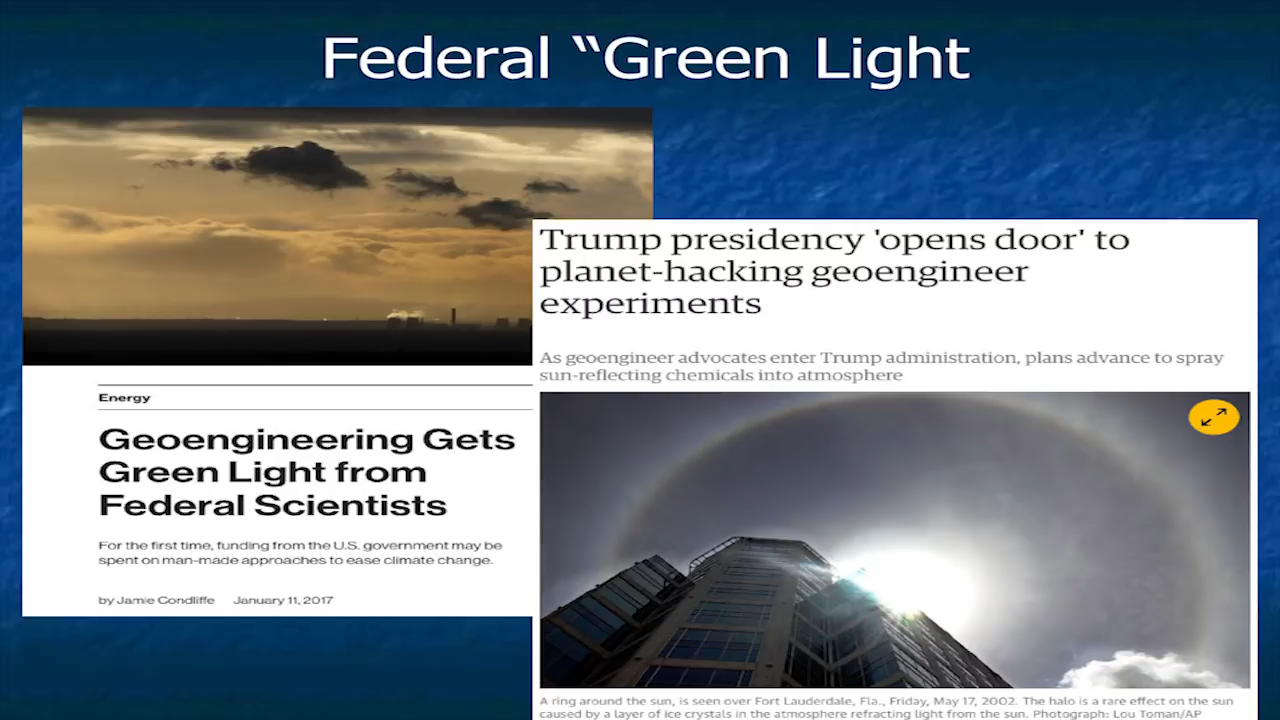 Federal “Green Light
Energy
Geoengineering Gets
Green Light from
Federal Scientists
For the first time, funding from the U.S. government may be
spent on man-made approaches to ease climate change.
by Jamie Condliffe January 11, 2017
Trump presidency 'opens door' to
planet-hacking geoengineer
experiments
As geoengineer advocates enter Trump administration, plans advance to spray
sun-reflecting chemicals into atmosphere
A ring around the sun, is seen over Fort Lauderdale, Fla., Friday, May 17, 2002. The halo is a rare effect on the sun
caused by a layer of ice crystals in the atmosphere refracting light from the sun. Photograph: Lou Toman/AP